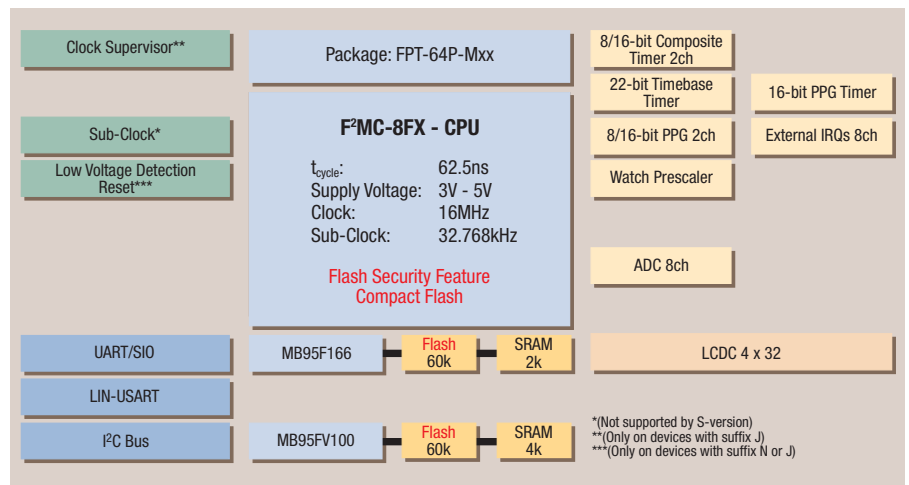 Clock Supervisor**
Sub-Clock*
Low Voltage Detection
Reset***
Package: FPT-64P-Mxx
F²MC-8FX - CPU
tcycle: 62.5ns
Supply Voltage: 3V - 5V
Clock: 16MHz
Sub-Clock: 32.768kHz
Flash Security Feature
Compact Flash
8/16-bit Composite
Timer 2ch
22-bit Timebase
Timer
16-bit PPG Timer
8/16-bit PPG 2ch
External IRQs 8ch
Watch Prescaler
ADC 8ch
UART/SIO
MB95F166
Flash
60k
SRAM
2k
LCDC 4 x 32
LIN-USART
I²C Bus
MB95FV100
Flash
60k
SRAM
4k
*(Not supported by S-version)
**(Only on devices with suffix J)
***(Only on devices with suffix N or J)